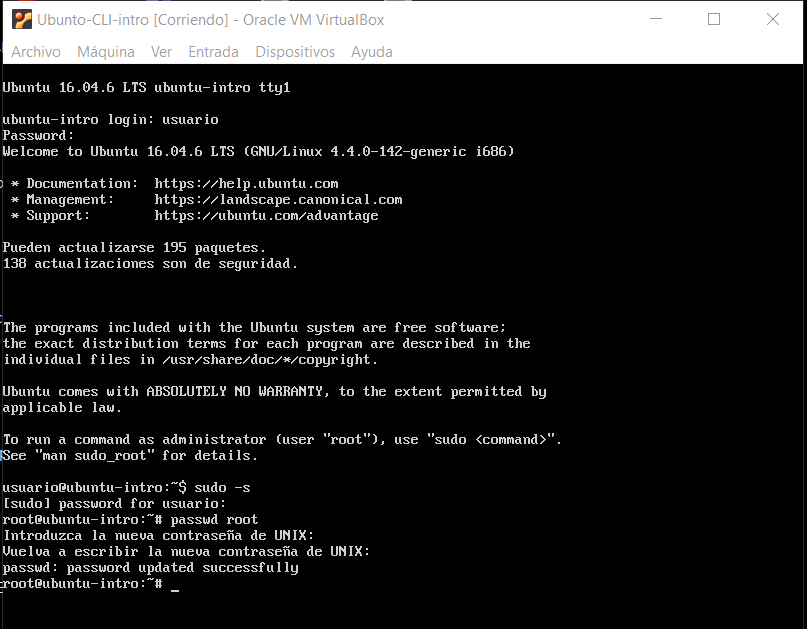 Ubunto-CLI-intro [Corriendo] - Oracle VM VirtualBox
Archivo Máquina Ver Entrada Dispositivos Ayuda
Ubuntu 16.04.6 LTS ubuntu-intro tty1
ubuntu-intro login: usuario
Password:
Welcome to Ubuntu 16.04.6 LTS (GNU/Linux 4.4.0-142-generic i686)
* Documentation:  https://help.ubuntu.com
* Management:     https://landscape.canonical.com
* Support:        https://ubuntu.com/advantage
Pueden actualizarse 195 paquetes.
138 actualizaciones son de seguridad.
The programs included with the Ubuntu system are free software;
the exact distribution terms for each program are described in the
individual files in /usr/share/doc/*/copyright.
Ubuntu comes with ABSOLUTELY NO WARRANTY, to the extent permitted by
applicable law.
To run a command as administrator (user "root"), use "sudo <command>".
See "man sudo_root" for details.
usuario@ubuntu-intro:~$ sudo -s
[sudo] password for usuario:
root@ubuntu-intro:~# passwd root
Introduzca la nueva contraseña de UNIX:
Vuelva a escribir la nueva contraseña de UNIX:
passwd: password updated successfully
root@ubuntu-intro:~# _